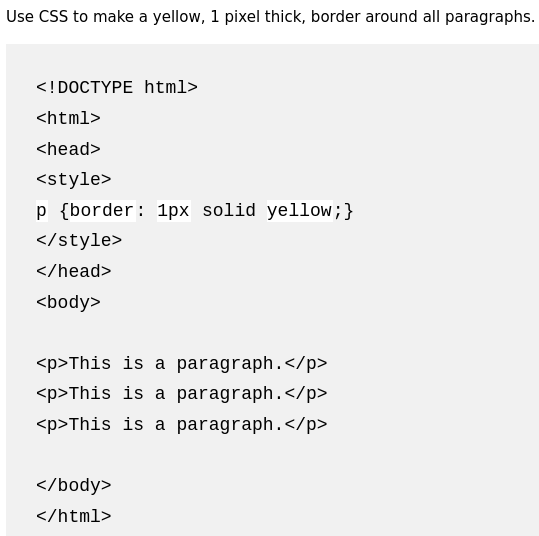 Use CSS to make a yellow, 1 pixel thick, border around all paragraphs.
<!DOCTYPE html>
<html>
<head>
<style>
p {border: 1px solid yellow;}
</style>
</head>
<body>
<p>This is a paragraph.</p>
<p>This is a paragraph.</p>
<p>This is a paragraph.</p>
</body>
</html>